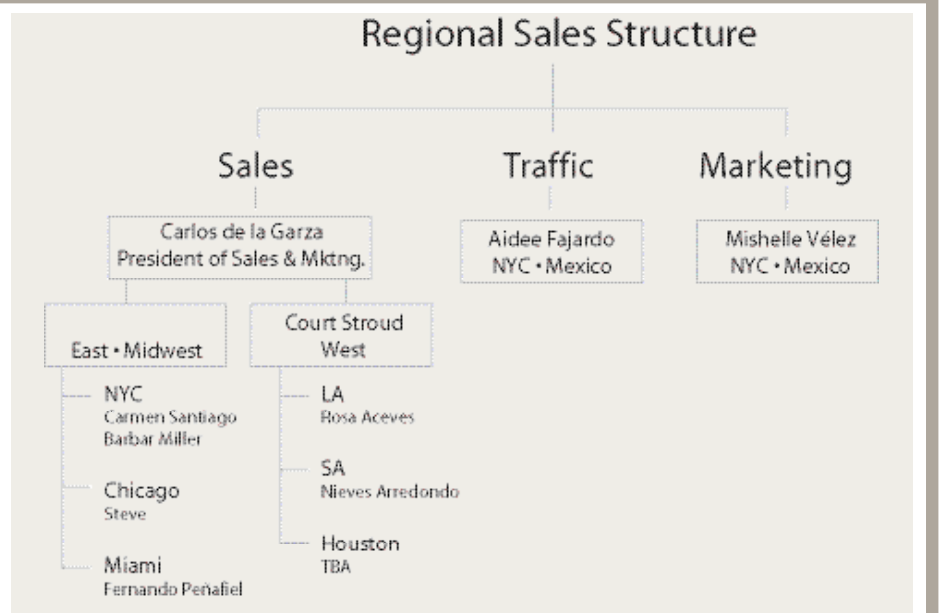 Regional Sales Structure
Sales
Traffic
Marketing
Carlos de la Garza
President of Sales & Mktng.
Aidee Fajardo
NYC • Mexico
Mishelle Vélez
NYC • Mexico
East • Midwest
Court Stroud
West
NYC
Carmen Santiago
Barbar Miller
Chicago
Steve
Miami
Fernando Peñafiel
LA
Rosa Aceves
SA
Nieves Arredondo
Houston
TBA